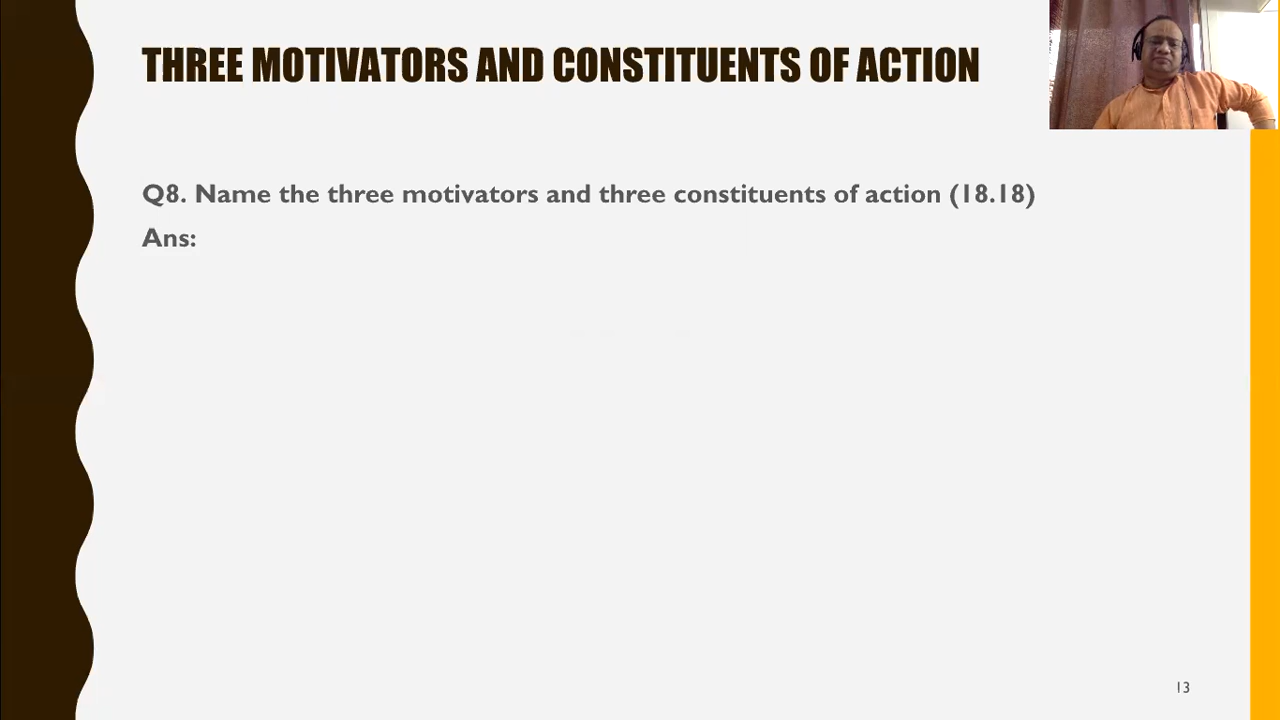 THREE MOTIVATORS AND CONSTITUENTS OF ACTION
Q8. Name the three motivators and three constituents of action (18.18)
Ans:
13